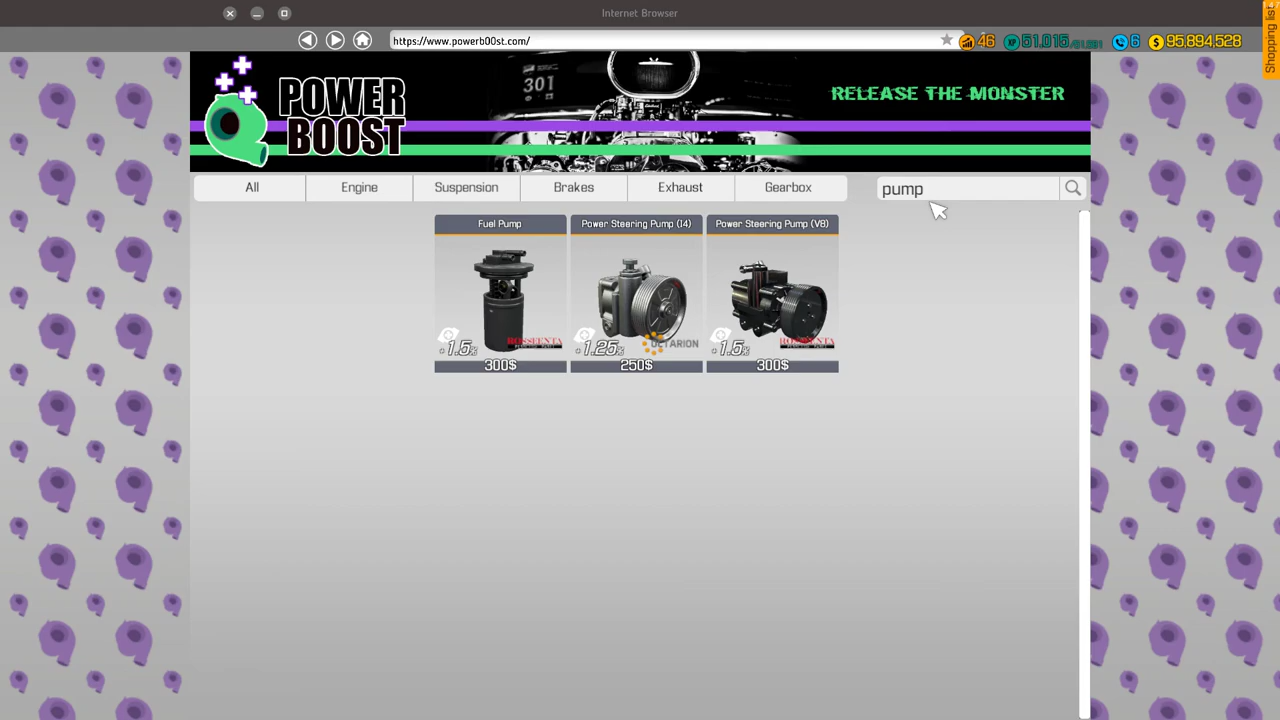 Internet Browser
https://www.powerb00st.com/
46
51,015/51,231
6
$ 95,894,528
Shopping list
POWER
BOOST
301
RELEASE THE MONSTER
All
Engine
Suspension
Brakes
Exhaust
Gearbox
pump
Fuel Pump
Power Steering Pump (I4)
Power Steering Pump (V8)
+1.5%
+1.25%
OCTARION
+1.5%
300$
250$
300$